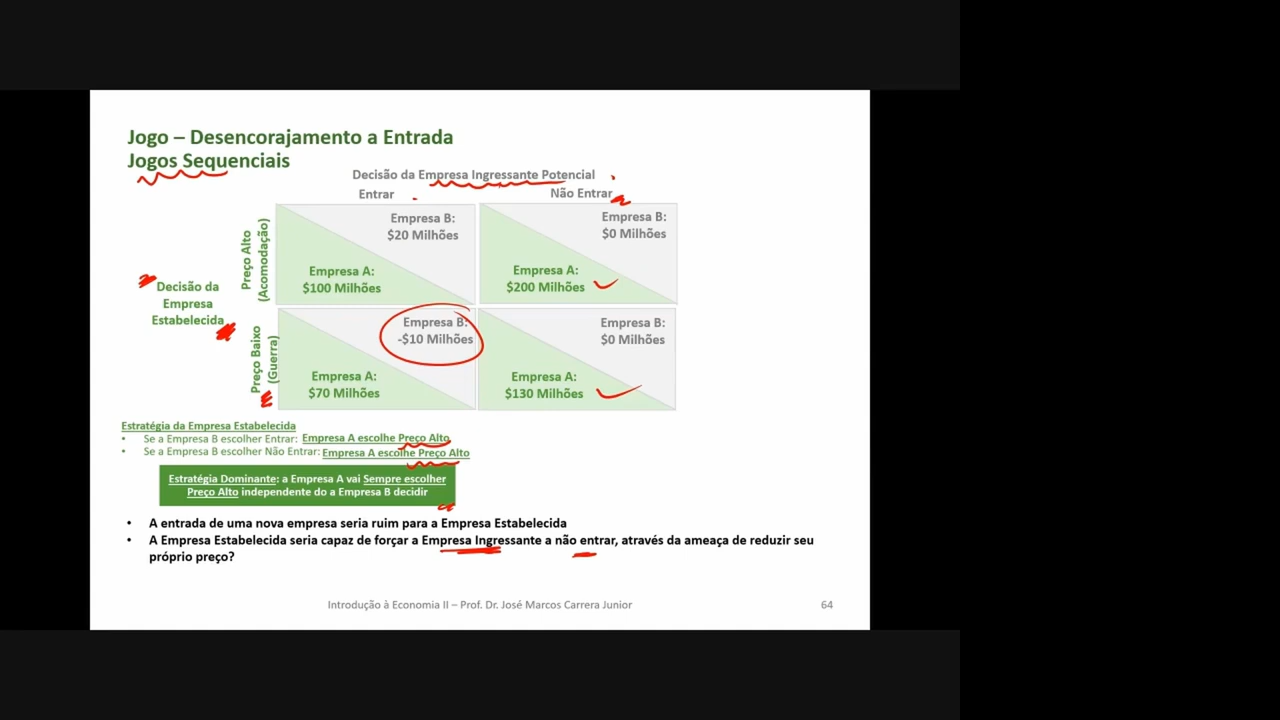 Jogo – Desencorajamento a Entrada
Jogos Sequenciais
Decisão da Empresa Ingressante Potencial
Entrar
Não Entrar
Preço Alto
(Acomodação)
Empresa B:
$20 Milhões
Empresa A:
$100 Milhões
Empresa B:
$0 Milhões
Empresa A:
$200 Milhões
Decisão da
Empresa
Estabelecida
Preço Baixo
(Guerra)
Empresa B:
-$10 Milhões
Empresa A:
$70 Milhões
Empresa B:
$0 Milhões
Empresa A:
$130 Milhões
Estratégia da Empresa Estabelecida
• Se a Empresa B escolher Entrar: Empresa A escolhe Preço Alto
• Se a Empresa B escolher Não Entrar: Empresa A escolhe Preço Alto
Estratégia Dominante: a Empresa A vai Sempre escolher
Preço Alto independente do a Empresa B decidir
• A entrada de uma nova empresa seria ruim para a Empresa Estabelecida
• A Empresa Estabelecida seria capaz de forçar a Empresa Ingressante a não entrar, através da ameaça de reduzir seu
próprio preço?
Introdução à Economia II – Prof. Dr. José Marcos Carrera Junior
64